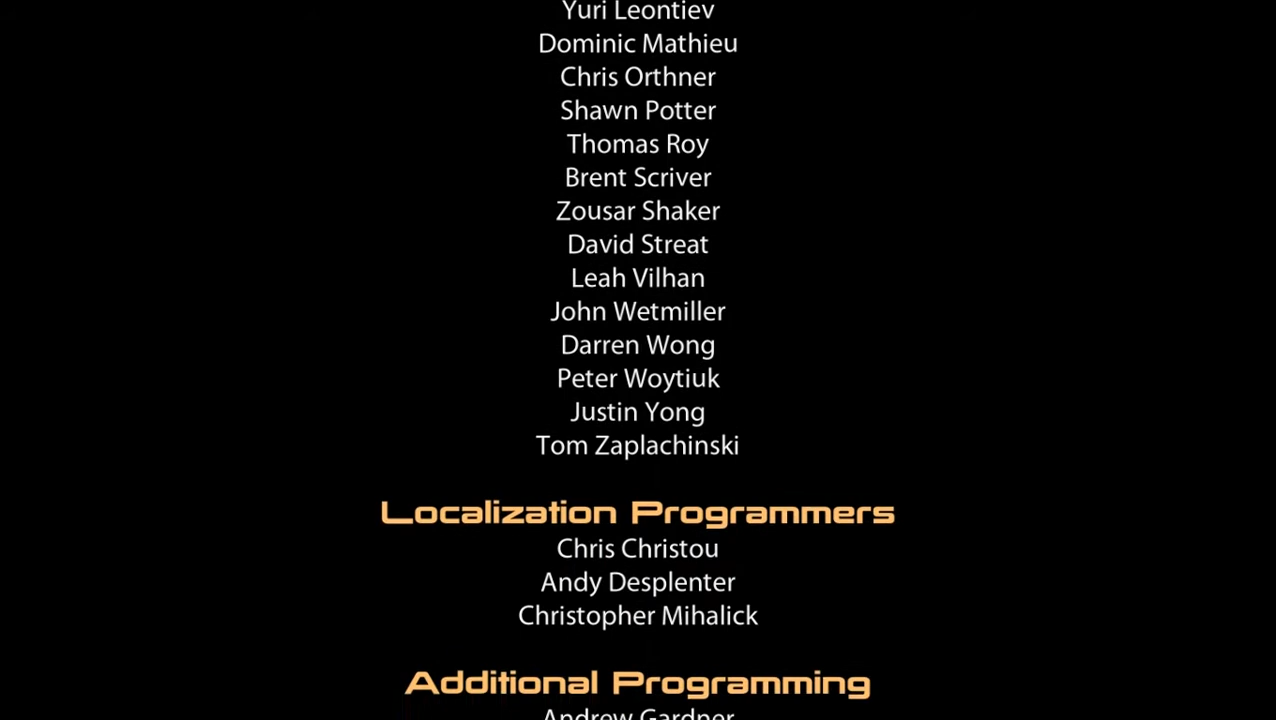 Yuri Leontiev
Dominic Mathieu
Chris Orthner
Shawn Potter
Thomas Roy
Brent Scriver
Zousar Shaker
David Streat
Leah Vilhan
John Wetmiller
Darren Wong
Peter Woytiuk
Justin Yong
Tom Zaplachinski
Localization Programmers
Chris Christou
Andy Desplenter
Christopher Mihalick
Additional Programming
Andrew Gardner